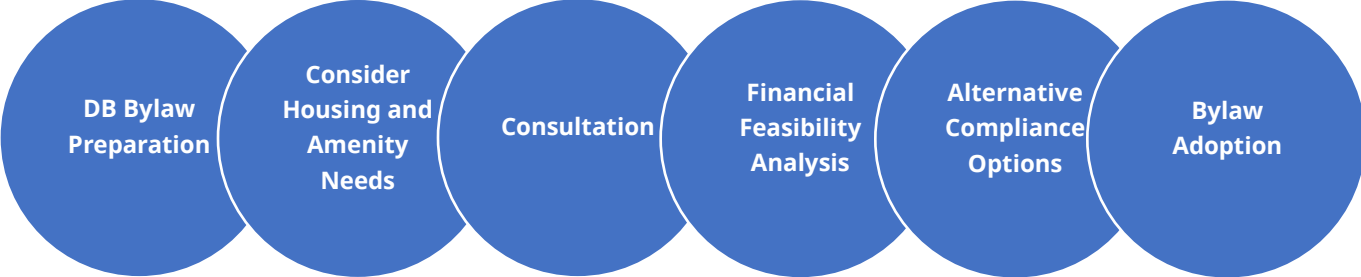 DB Bylaw
Preparation
Consider
Housing and
Amenity
Needs
Consultation
Financial
Feasibility
Analysis
Alternative
Compliance
Options
Bylaw
Adoption